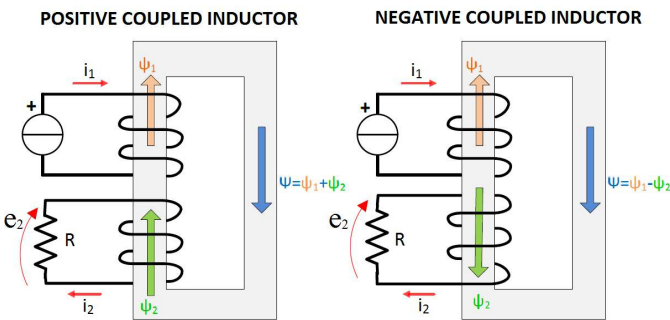 POSITIVE COUPLED INDUCTOR
i₁
ψ₁
+
Ψ=ψ₁+ψ₂
e₂
R
i₂
ψ₂
NEGATIVE COUPLED INDUCTOR
i₁
ψ₁
+
Ψ=ψ₁-ψ₂
e₂
R
i₂
ψ₂